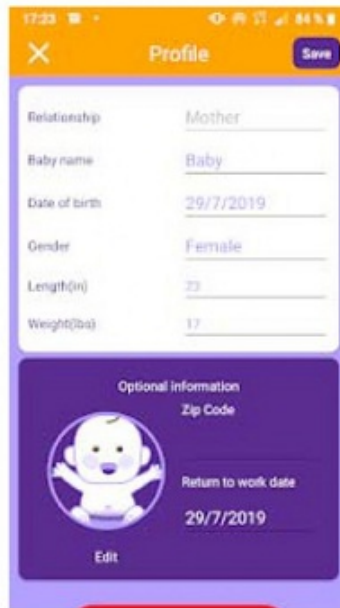 17:23 84%
Profile Save
Relationship Mother
Baby name Baby
Date of birth 29/7/2019
Gender Female
Length(in) 23
Weight(lbs) 17
Optional information
Zip Code
Return to work date
29/7/2019
Edit